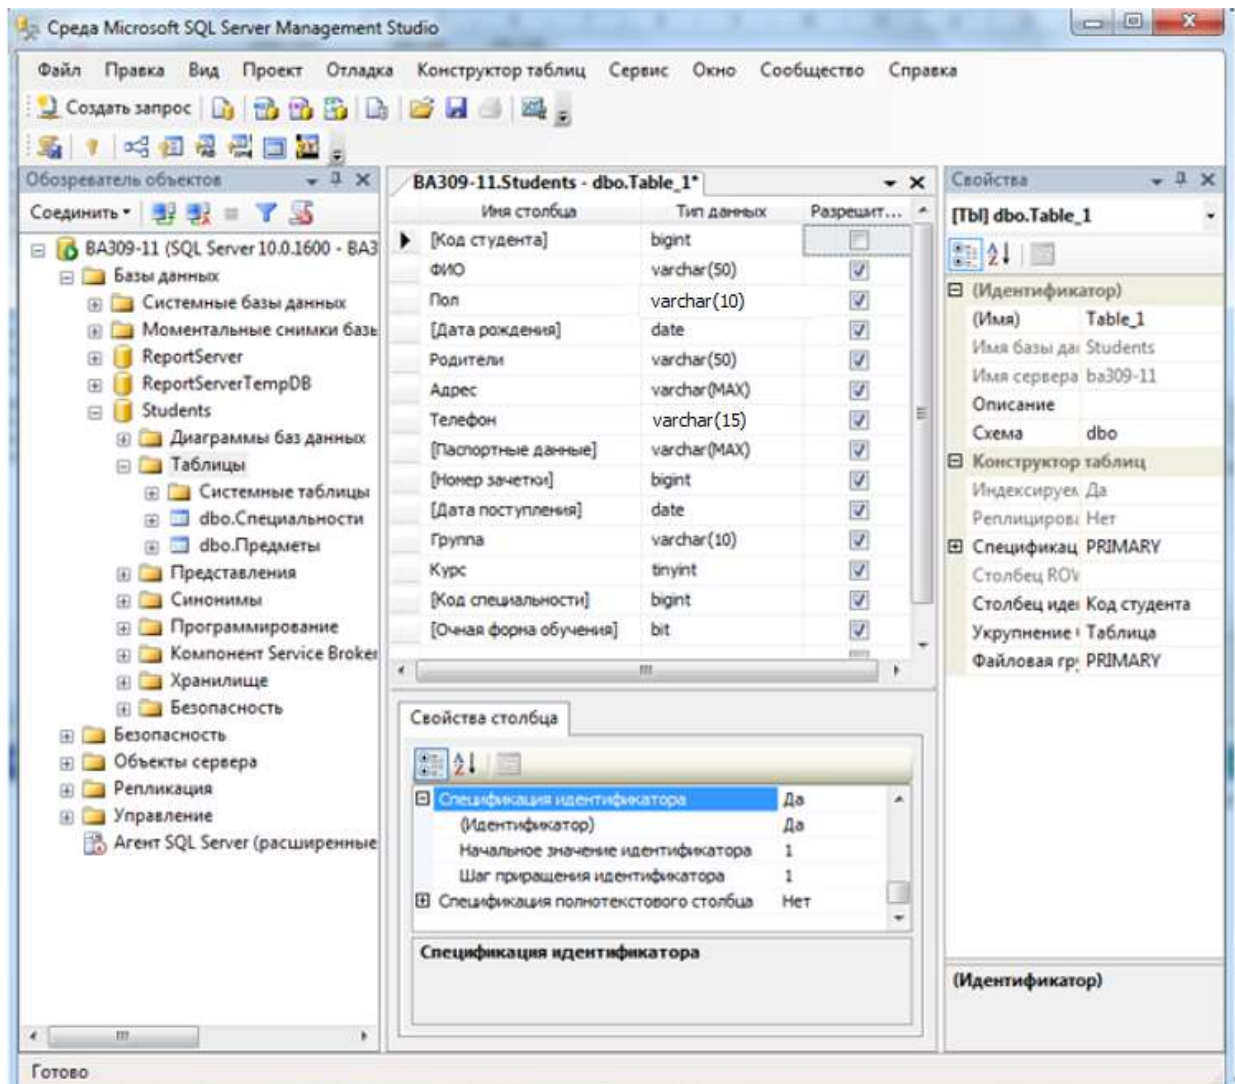 Среда Microsoft SQL Server Management Studio
Файл Правка Вид Проект Отладка Конструктор таблиц Сервис Окно Сообщество Справка
Создать запрос
Обозреватель объектов
Соединить
BA309-11 (SQL Server 10.0.1600 - BA3
Базы данных
Системные базы данных
Моментальные снимки базы
ReportServer
ReportServerTempDB
Students
Диаграммы баз данных
Таблицы
Системные таблицы
dbo.Специальности
dbo.Предметы
Представления
Синонимы
Программирование
Компонент Service Broker
Хранилище
Безопасность
Безопасность
Объекты сервера
Репликация
Управление
Агент SQL Server (расширенные
BA309-11.Students - dbo.Table_1*
Имя столбца Тип данных Разрешит...
[Код студента] bigint
ФИО varchar(50)
Пол varchar(10)
[Дата рождения] date
Родители varchar(50)
Адрес varchar(MAX)
Телефон varchar(15)
[Паспортные данные] varchar(MAX)
[Номер зачетки] bigint
[Дата поступления] date
Группа varchar(10)
Курс tinyint
[Код специальности] bigint
[Очная форма обучения] bit
Свойства столбца
Спецификация идентификатора Да
(Идентификатор) Да
Начальное значение идентификатора 1
Шаг приращения идентификатора 1
Спецификация полнотекстового столбца Нет
Спецификация идентификатора
Свойства
[Tbl] dbo.Table_1
(Идентификатор)
(Имя) Table_1
Имя базы дан Students
Имя сервера ba309-11
Описание
Схема dbo
Конструктор таблиц
Индексируем Да
Реплицирова Нет
Спецификац PRIMARY
Столбец ROW
Столбец иден Код студента
Укрупнение Таблица
Файловая гр PRIMARY
(Идентификатор)
Готово